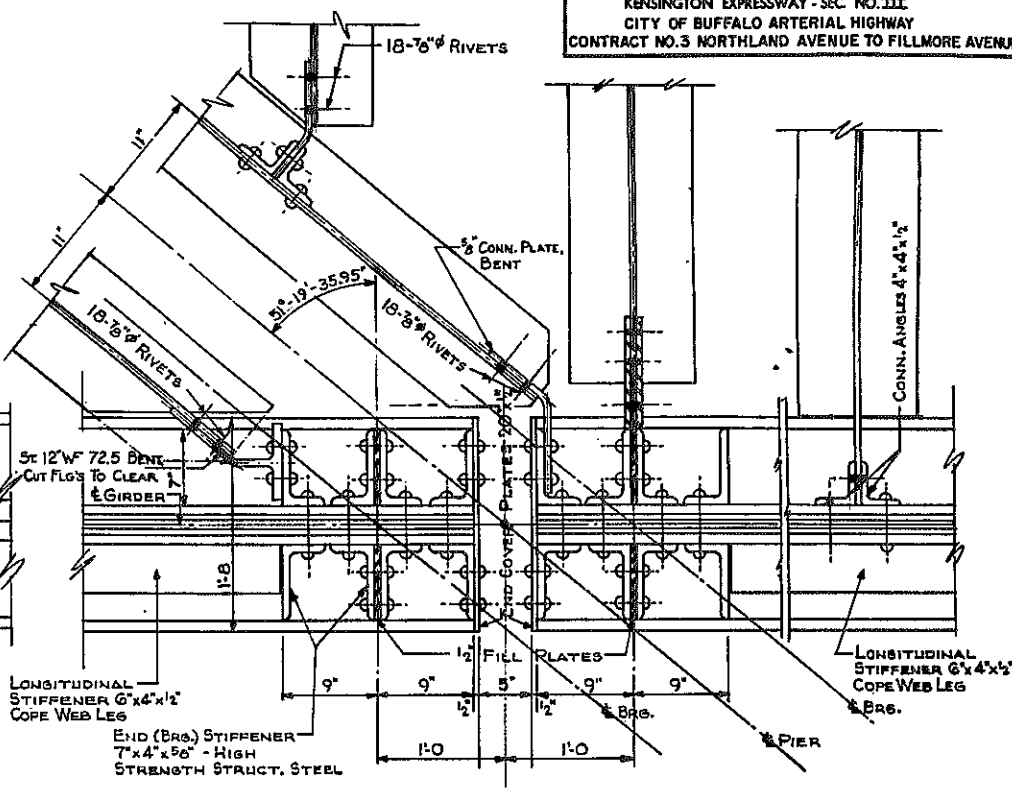 KENSINGTON EXPRESSWAY - SEC. NO. III
CITY OF BUFFALO ARTERIAL HIGHWAY
CONTRACT NO.3 NORTHLAND AVENUE TO FILLMORE AVENUE
18-7/8"ø RIVETS
11"
11"
5/8" CONN. PLATE,
BENT
51°-19'-35.95"
18-7/8"ø RIVETS
18-7/8"ø RIVETS
CONN. ANGLES 4"x4"x1/2"
ST 12"WF 72.5 BENT
CUT FLG'S TO CLEAR
℄ GIRDER
END COVER PLATES 20"x1/2"
1'-8
1/2" FILL PLATES
LONGITUDINAL
STIFFENER 6"x4"x1/2"
COPE WEB LEG
9"
9"
5"
9"
9"
1/2"
1/2"
℄ BRG.
LONGITUDINAL
STIFFENER 6"x4"x1/2"
COPE WEB LEG
℄ BRG.
END (BRG.) STIFFENER
7"x4"x5/8" - HIGH
STRENGTH STRUCT. STEEL
1'-0
1'-0
℄ PIER